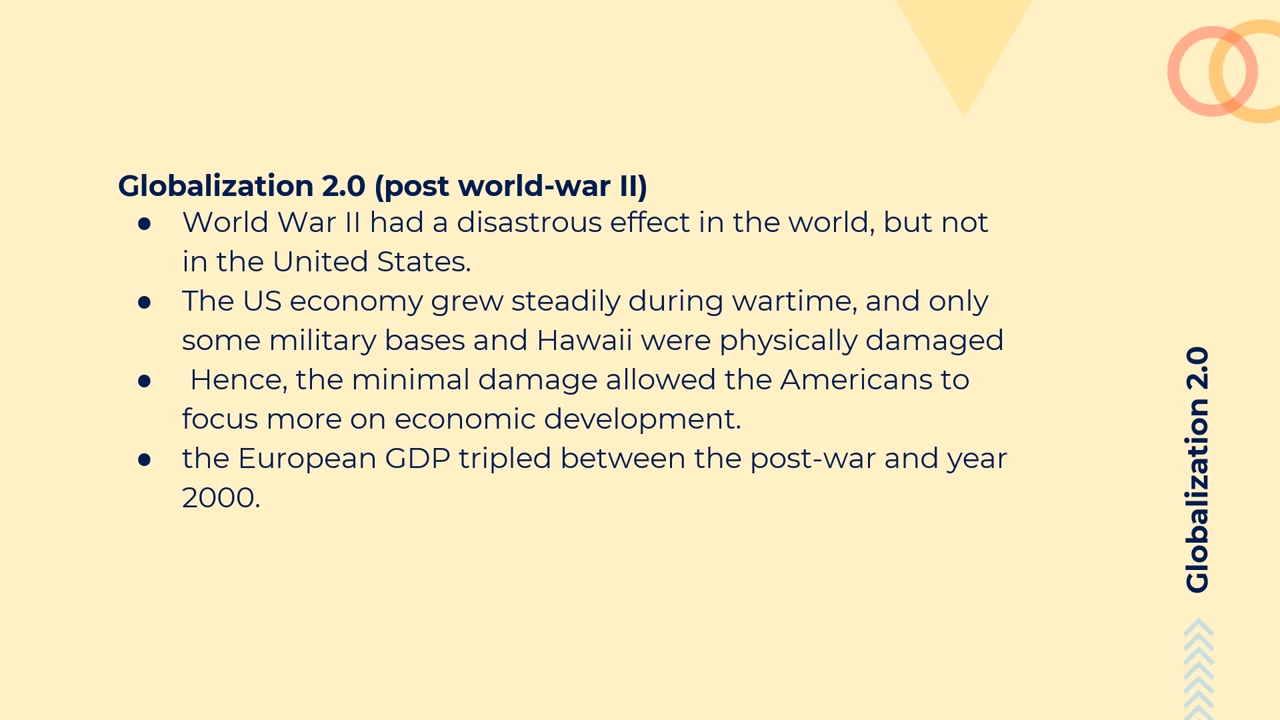 Globalization 2.0 (post world-war II)
● World War II had a disastrous effect in the world, but not
in the United States.
● The US economy grew steadily during wartime, and only
some military bases and Hawaii were physically damaged
● Hence, the minimal damage allowed the Americans to
focus more on economic development.
● the European GDP tripled between the post-war and year
2000.
Globalization 2.0